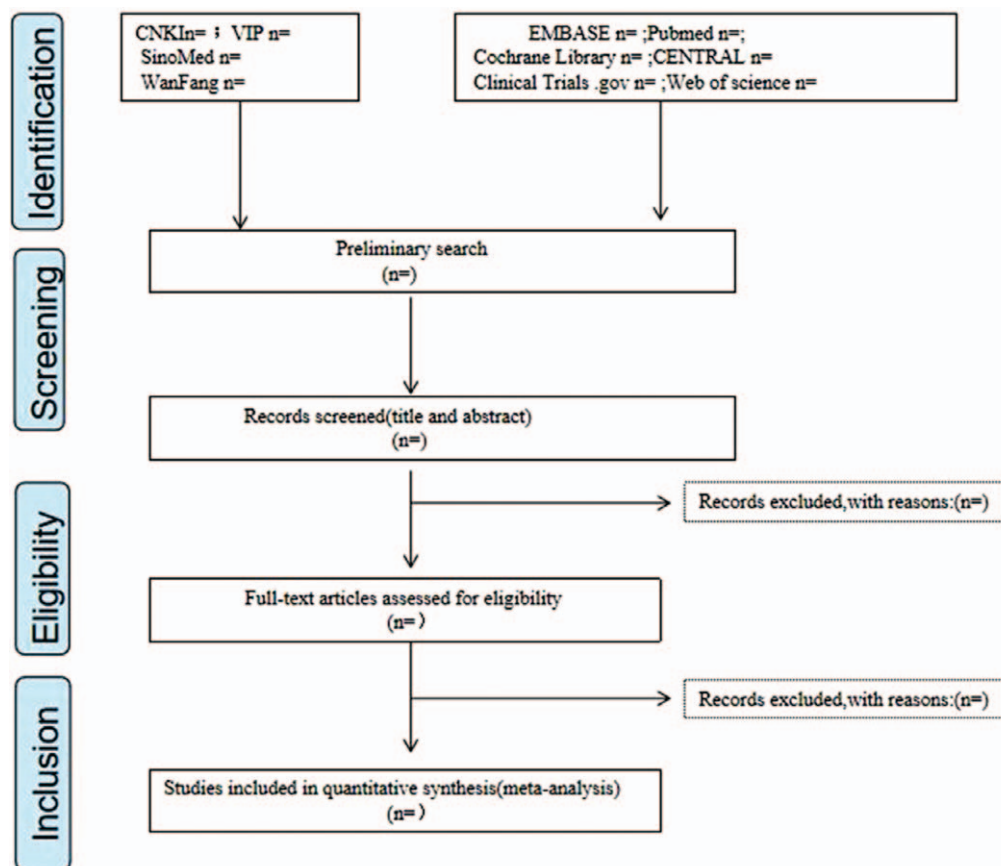 Identification
CNKIn= ；VIP n=
SinoMed n=
WanFang n=
EMBASE n= ;Pubmed n=;
Cochrane Library n= ;CENTRAL n=
Clinical Trials .gov n= ;Web of science n=
Screening
Preliminary search
(n=)
Records screened(title and abstract)
(n=)
Eligibility
Records excluded,with reasons:(n=)
Full-text articles assessed for eligibility
(n=）
Inclusion
Records excluded,with reasons:(n=)
Studies included in quantitative synthesis(meta-analysis)
(n=）